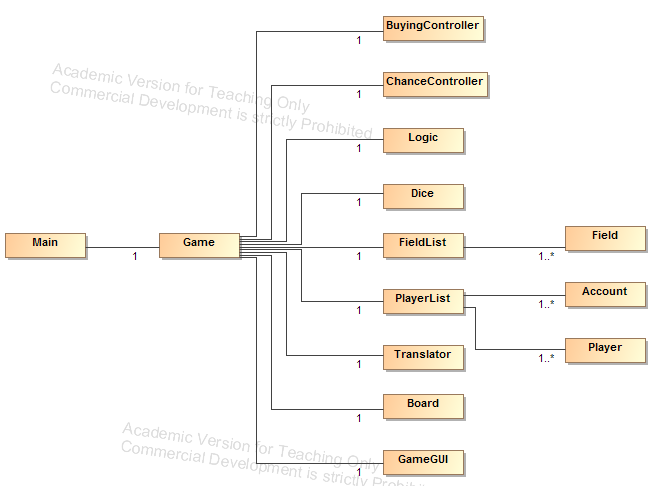 BuyingController
1
Academic Version for Teaching Only
Commercial Development is strictly Prohibited
ChanceController
1
Logic
1
Dice
1
Main
1
Game
FieldList
1
Field
1..*
PlayerList
1
Account
1..*
Player
1..*
Translator
1
Board
1
Academic Version for Teaching Only
Commercial Development is strictly Prohibited
GameGUI
1